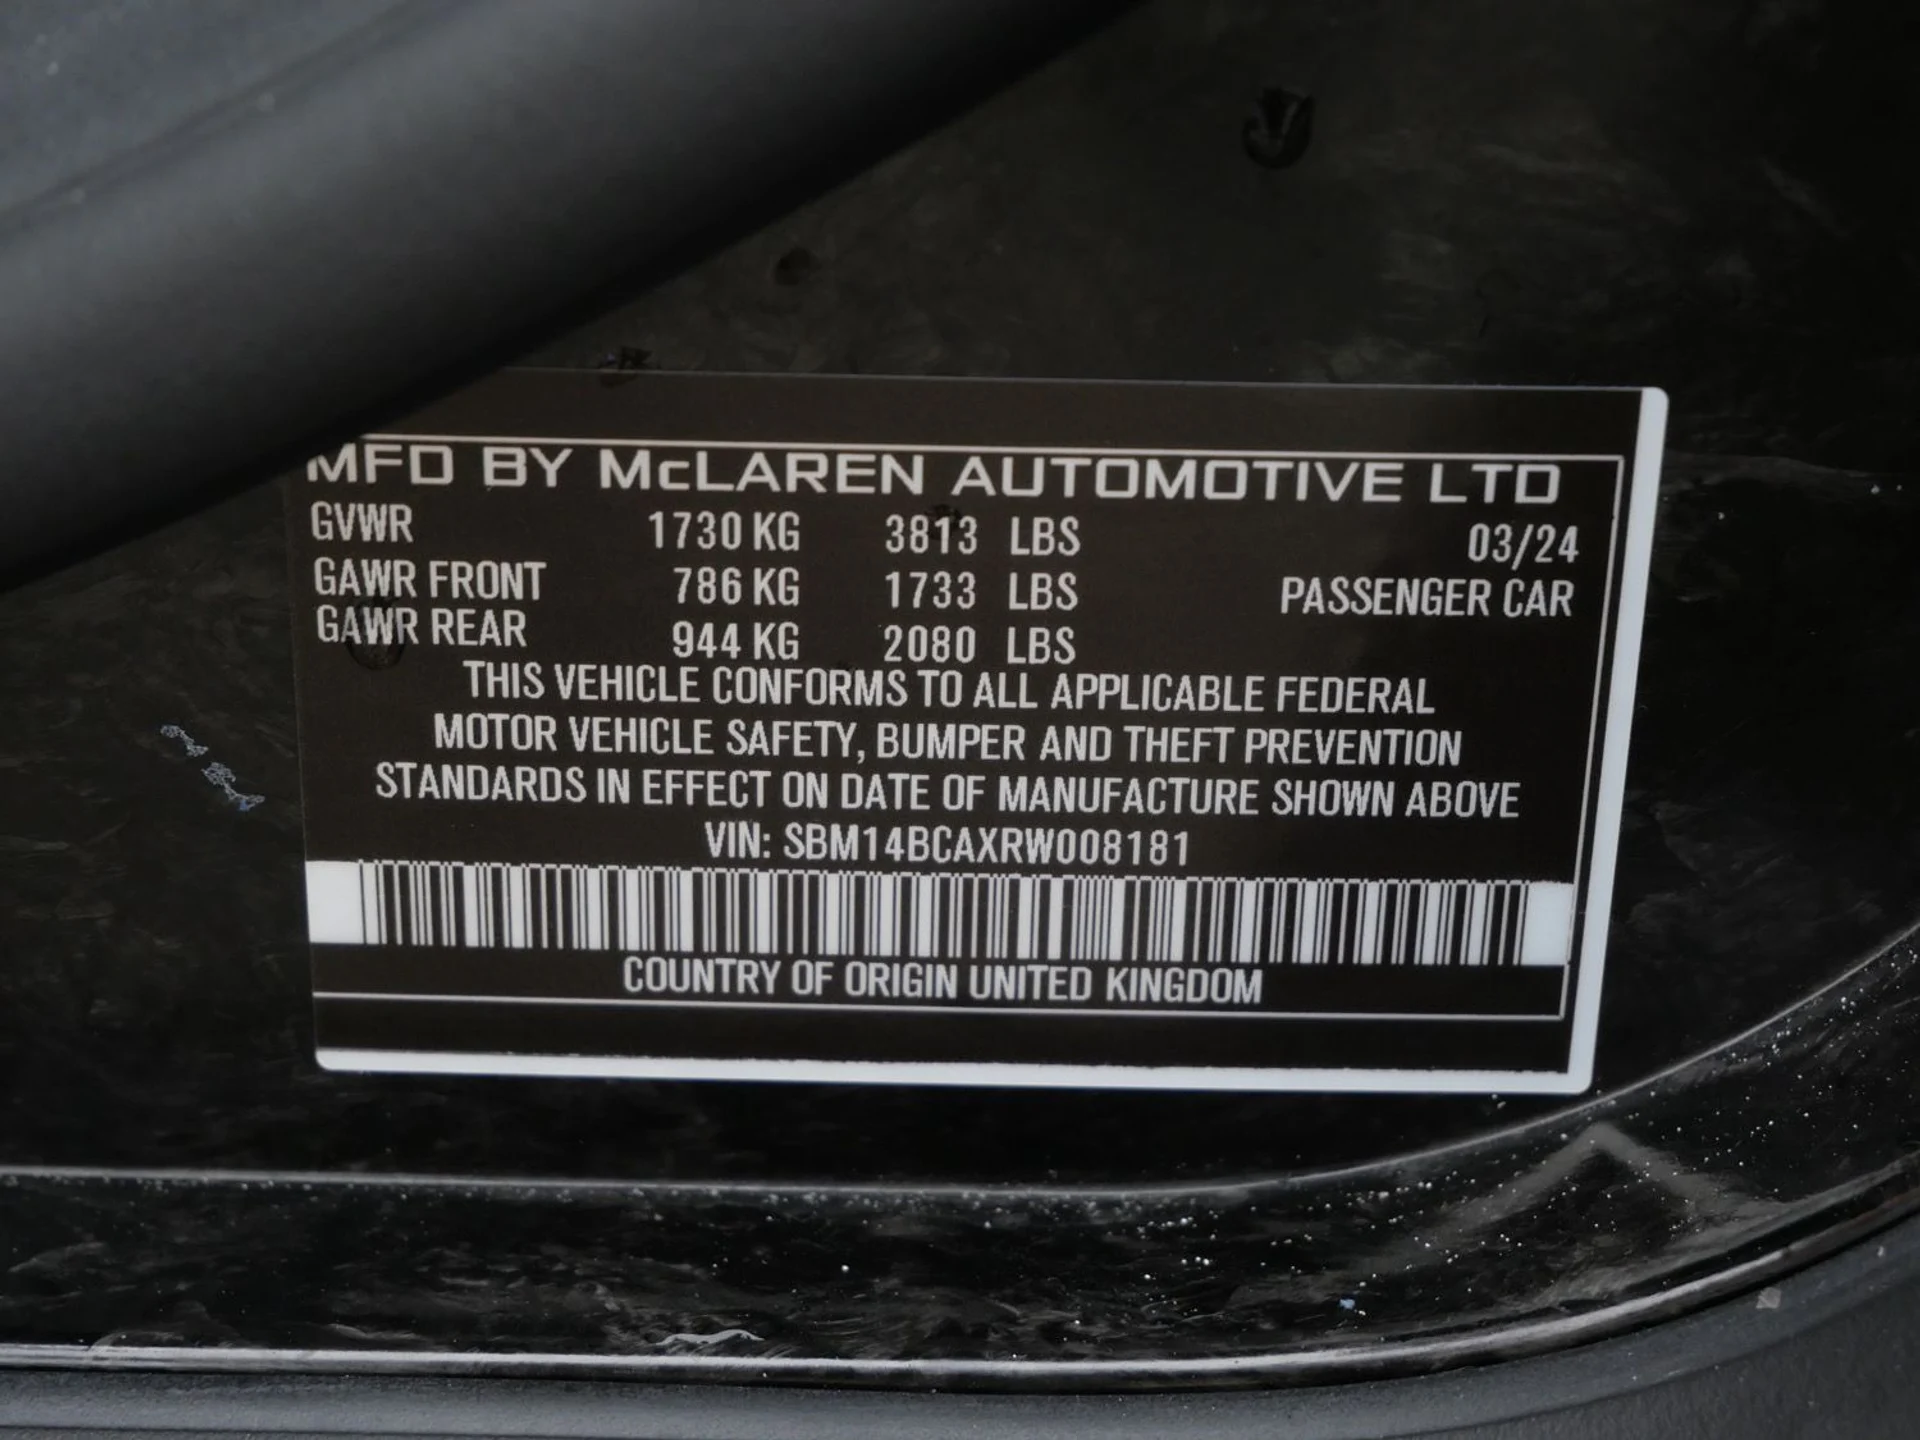 MFD BY McLAREN AUTOMOTIVE LTD
GVWR 1730 KG 3813 LBS 03/24
GAWR FRONT 786 KG 1733 LBS PASSENGER CAR
GAWR REAR 944 KG 2080 LBS
THIS VEHICLE CONFORMS TO ALL APPLICABLE FEDERAL
MOTOR VEHICLE SAFETY, BUMPER AND THEFT PREVENTION
STANDARDS IN EFFECT ON DATE OF MANUFACTURE SHOWN ABOVE
VIN: SBM14BCAXRW008181
COUNTRY OF ORIGIN UNITED KINGDOM